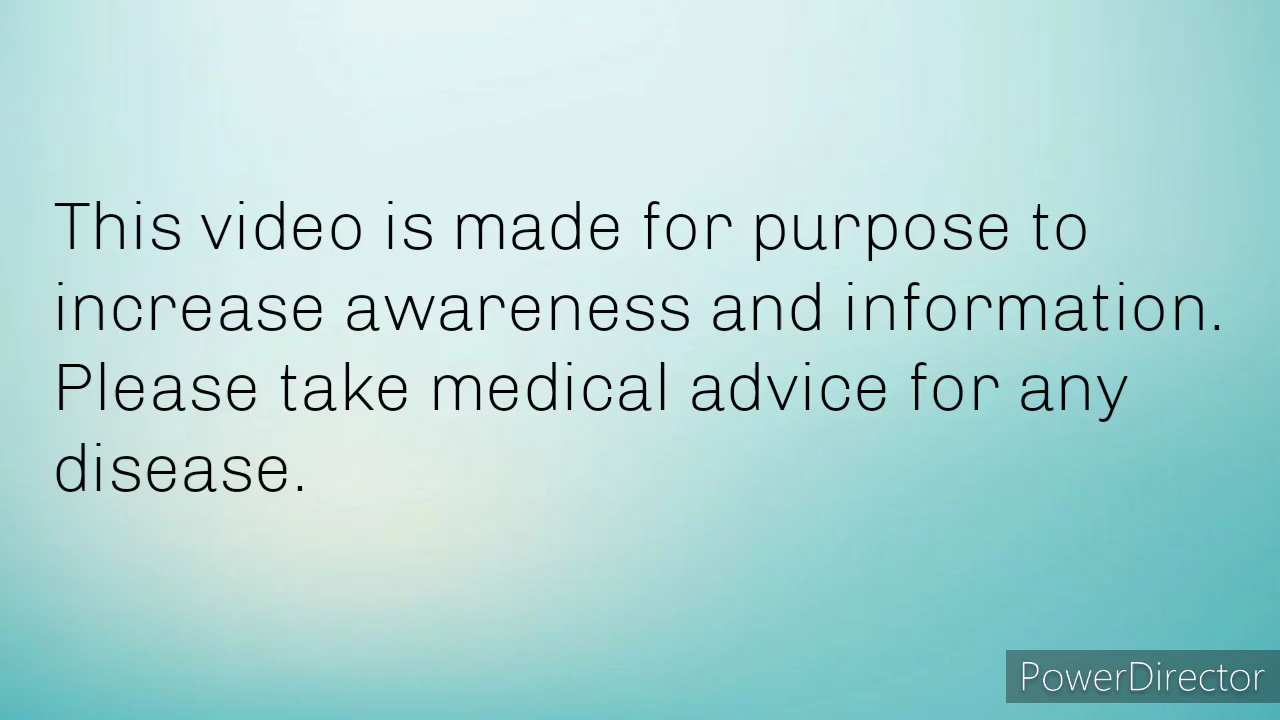 This video is made for purpose to
increase awareness and information.
Please take medical advice for any
disease.
PowerDirector